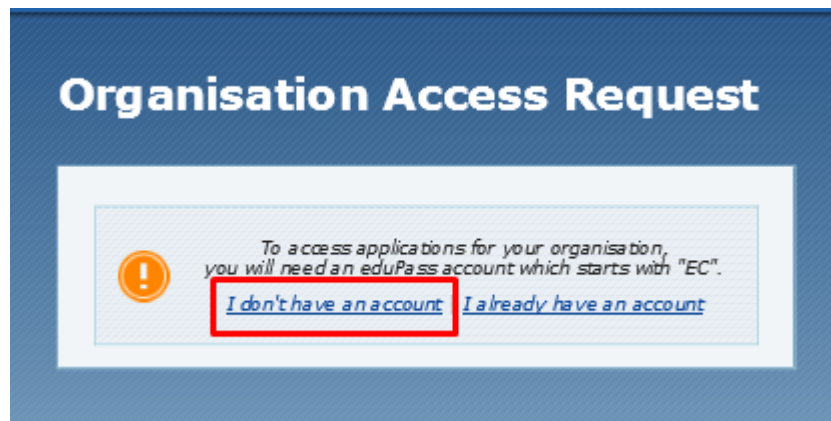 Organisation Access Request
To access applications for your organisation,
you will need an eduPass account which starts with "EC".
I don't have an account | I already have an account